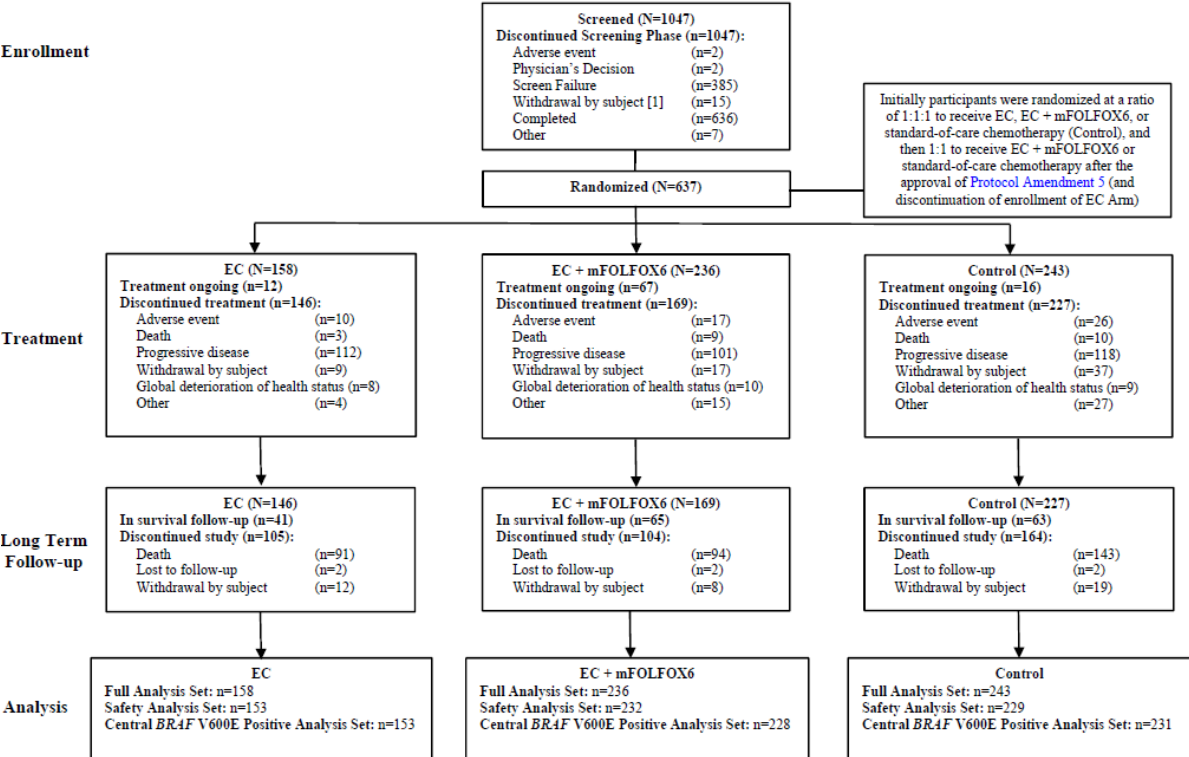 Enrollment
Screened (N=1047)
Discontinued Screening Phase (n=1047):
Adverse event (n=2)
Physician's Decision (n=2)
Screen Failure (n=385)
Withdrawal by subject [1] (n=15)
Completed (n=636)
Other (n=7)
Initially participants were randomized at a ratio
of 1:1:1 to receive EC, EC + mFOLFOX6, or
standard-of-care chemotherapy (Control), and
then 1:1 to receive EC + mFOLFOX6 or
standard-of-care chemotherapy after the
approval of Protocol Amendment 5 (and
discontinuation of enrollment of EC Arm)
Randomized (N=637)
Treatment
EC (N=158)
Treatment ongoing (n=12)
Discontinued treatment (n=146):
Adverse event (n=10)
Death (n=3)
Progressive disease (n=112)
Withdrawal by subject (n=9)
Global deterioration of health status (n=8)
Other (n=4)
EC + mFOLFOX6 (N=236)
Treatment ongoing (n=67)
Discontinued treatment (n=169):
Adverse event (n=17)
Death (n=9)
Progressive disease (n=101)
Withdrawal by subject (n=17)
Global deterioration of health status (n=10)
Other (n=15)
Control (N=243)
Treatment ongoing (n=16)
Discontinued treatment (n=227):
Adverse event (n=26)
Death (n=10)
Progressive disease (n=118)
Withdrawal by subject (n=37)
Global deterioration of health status (n=9)
Other (n=27)
Long Term
Follow-up
EC (N=146)
In survival follow-up (n=41)
Discontinued study (n=105):
Death (n=91)
Lost to follow-up (n=2)
Withdrawal by subject (n=12)
EC + mFOLFOX6 (N=169)
In survival follow-up (n=65)
Discontinued study (n=104):
Death (n=94)
Lost to follow-up (n=2)
Withdrawal by subject (n=8)
Control (N=227)
In survival follow-up (n=63)
Discontinued study (n=164):
Death (n=143)
Lost to follow-up (n=2)
Withdrawal by subject (n=19)
Analysis
EC
Full Analysis Set: n=158
Safety Analysis Set: n=153
Central BRAF V600E Positive Analysis Set: n=153
EC + mFOLFOX6
Full Analysis Set: n=236
Safety Analysis Set: n=232
Central BRAF V600E Positive Analysis Set: n=228
Control
Full Analysis Set: n=243
Safety Analysis Set: n=229
Central BRAF V600E Positive Analysis Set: n=231